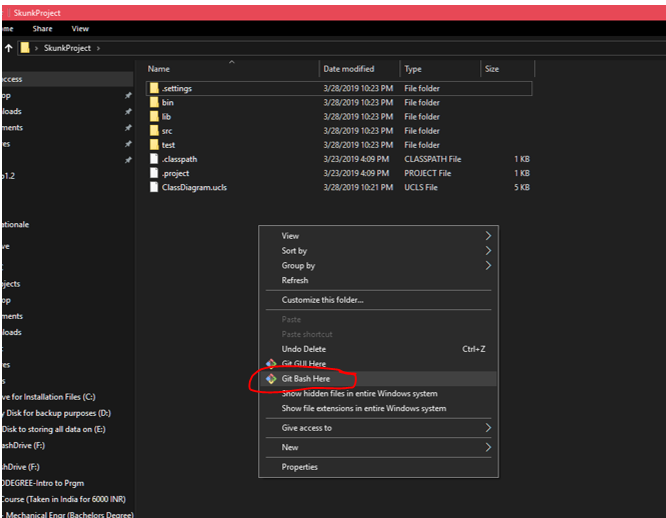 SkunkProject
ome Share View
SkunkProject
Name Date modified Type Size
.settings 3/28/2019 10:23 PM File folder
bin 3/28/2019 10:23 PM File folder
lib 3/28/2019 10:23 PM File folder
src 3/28/2019 10:23 PM File folder
test 3/28/2019 10:23 PM File folder
.classpath 3/23/2019 4:09 PM CLASSPATH File 1 KB
.project 3/23/2019 4:09 PM PROJECT File 1 KB
ClassDiagram.ucls 3/28/2019 10:21 PM UCLS File 5 KB
access
op
loads
ments
res
p1.2
ationale
ve
ojects
op
ments
loads
res
s
ve for Installation Files (C:)
y Disk for backup purposes (D:)
Disk to storing all data on (E:)
ashDrive (F:)
shDrive (F:)
ODEGREE-Intro to Prgm
Course (Taken in India for 6000 INR)
- Mechanical Engr (Bachelors Degree)
View
Sort by
Group by
Refresh
Customize this folder...
Paste
Paste shortcut
Undo Delete Ctrl+Z
Git GUI Here
Git Bash Here
Show hidden files in entire Windows system
Show file extensions in entire Windows system
Give access to
New
Properties